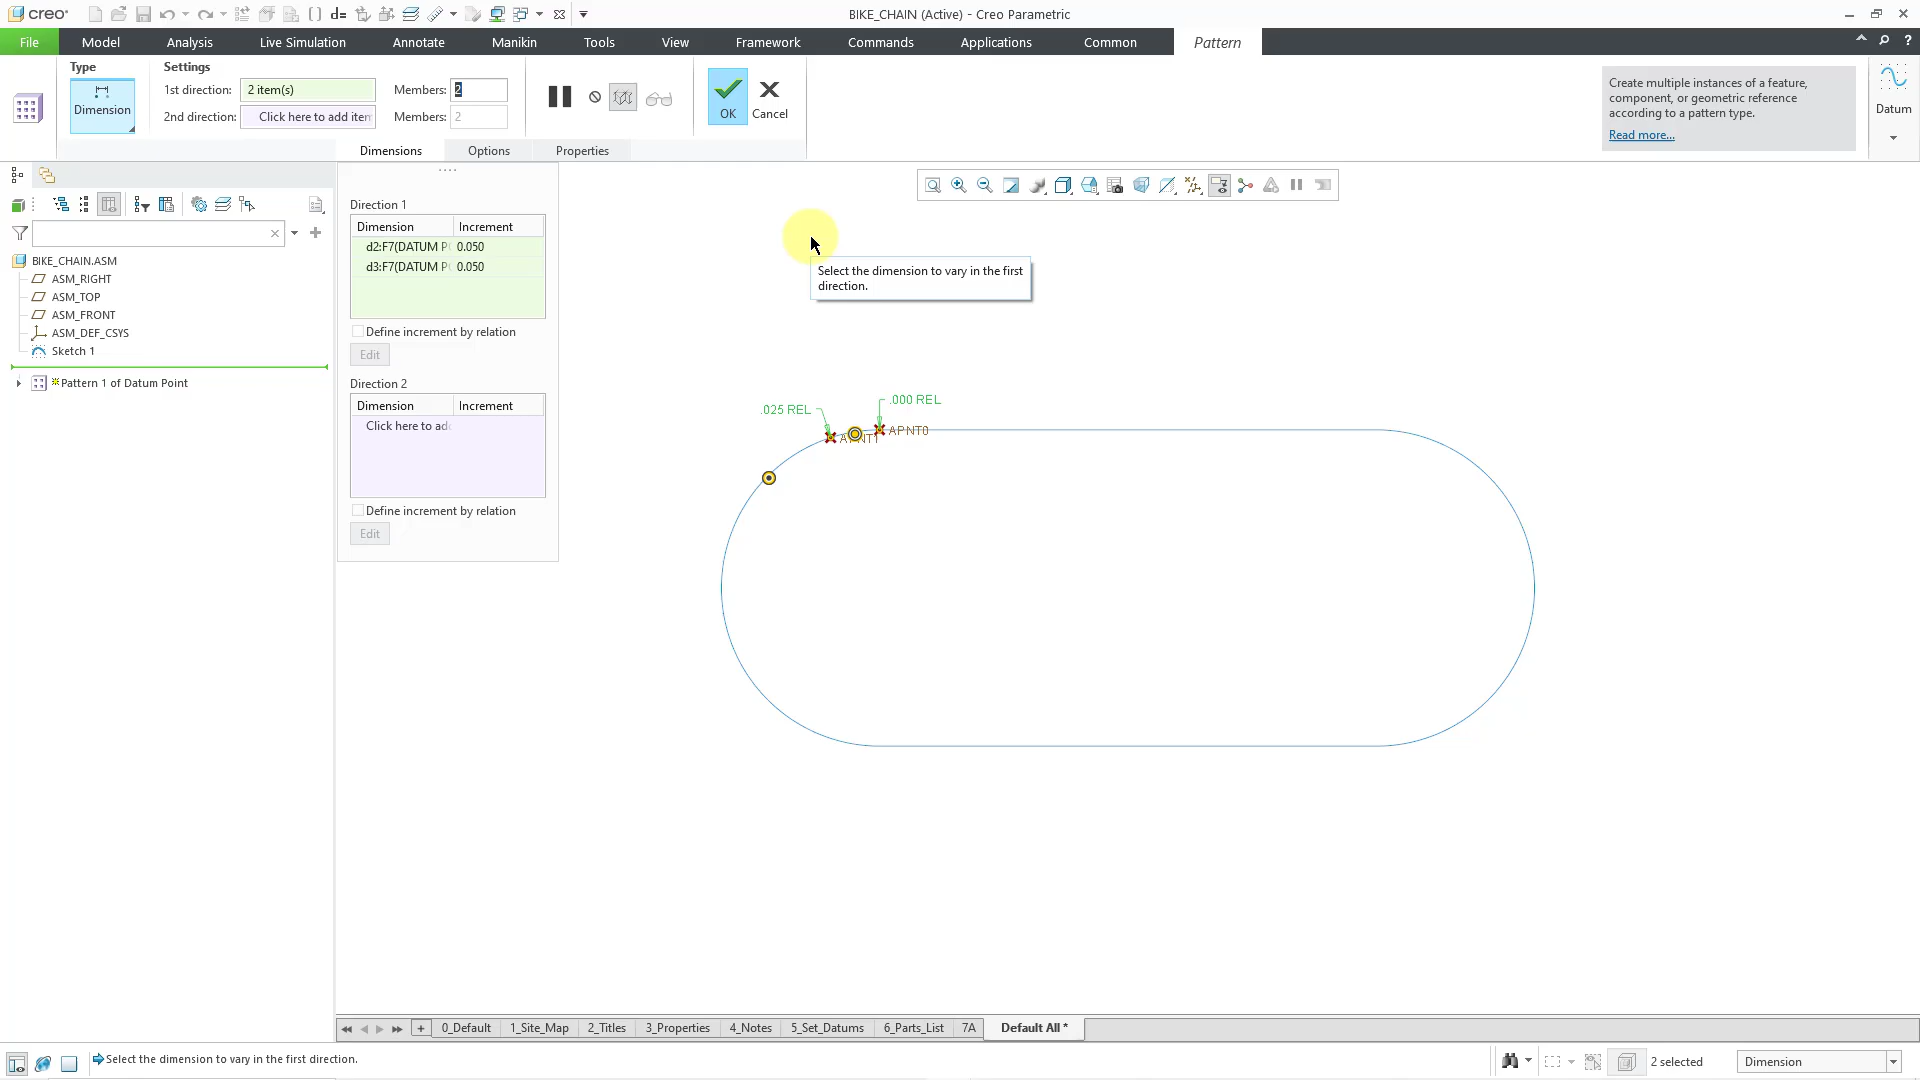 creo
BIKE_CHAIN (Active) - Creo Parametric
File
Model
Analysis
Live Simulation
Annotate
Manikin
Tools
View
Framework
Commands
Applications
Common
Pattern
Type
Settings
Dimension
1st direction:
2 item(s)
Members:
2
2nd direction:
Click here to add item
Members:
2
OK
Cancel
Create multiple instances of a feature,
component, or geometric reference
according to a pattern type.
Read more...
Datum
Dimensions
Options
Properties
BIKE_CHAIN.ASM
ASM_RIGHT
ASM_TOP
ASM_FRONT
ASM_DEF_CSYS
Sketch 1
Pattern 1 of Datum Point
Direction 1
Dimension
Increment
d2:F7(DATUM P
0.050
d3:F7(DATUM P
0.050
Define increment by relation
Edit
Direction 2
Dimension
Increment
Click here to ad
Define increment by relation
Edit
Select the dimension to vary in the first
direction.
.025 REL
.000 REL
APNT1
APNT0
+
0_Default
1_Site_Map
2_Titles
3_Properties
4_Notes
5_Set_Datums
6_Parts_List
7A
Default All *
Select the dimension to vary in the first direction.
2 selected
Dimension